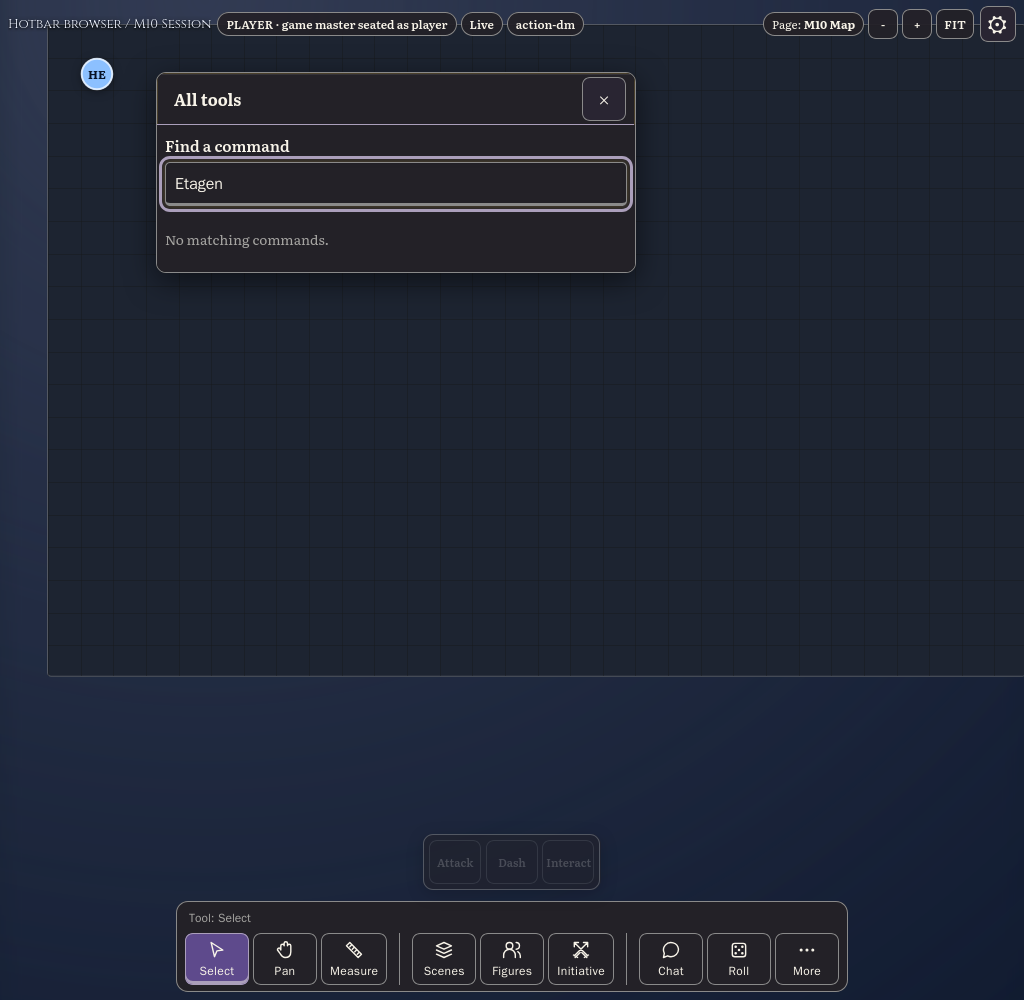 Hotbar browser / M10 Session PLAYER · game master seated as player Live action-dm Page: M10 Map - + FIT
HE
All tools ×
Find a command
Etagen
No matching commands.
Attack Dash Interact
Tool: Select
Select Pan Measure Scenes Figures Initiative Chat Roll More